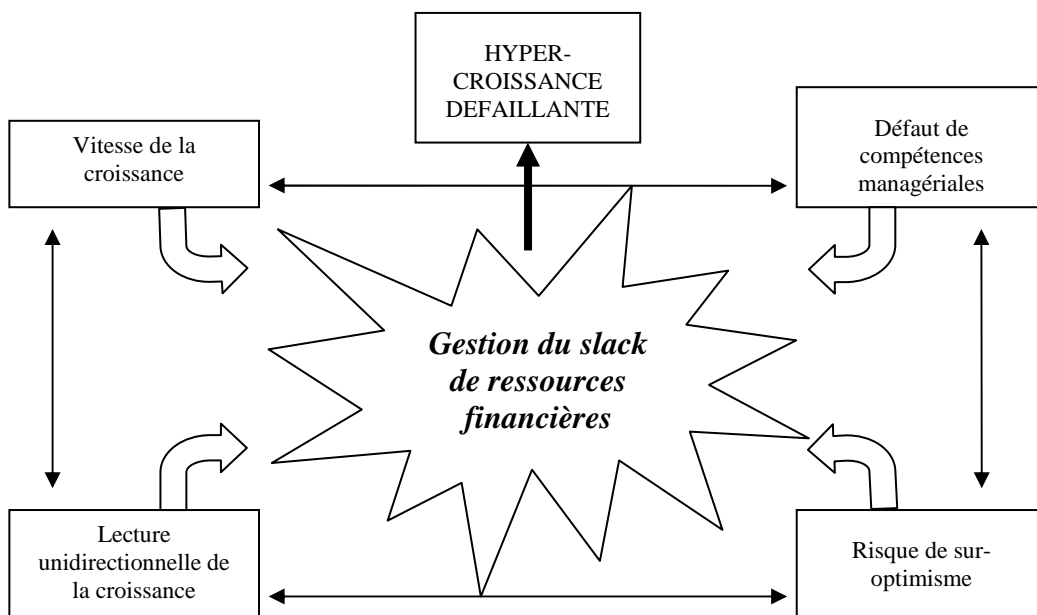 HYPER-
CROISSANCE
DEFAILLANTE
Vitesse de la
croissance
Défaut de
compétences
managériales
Gestion du slack
de ressources
financières
Lecture
unidirectionnelle de
la croissance
Risque de sur-
optimisme